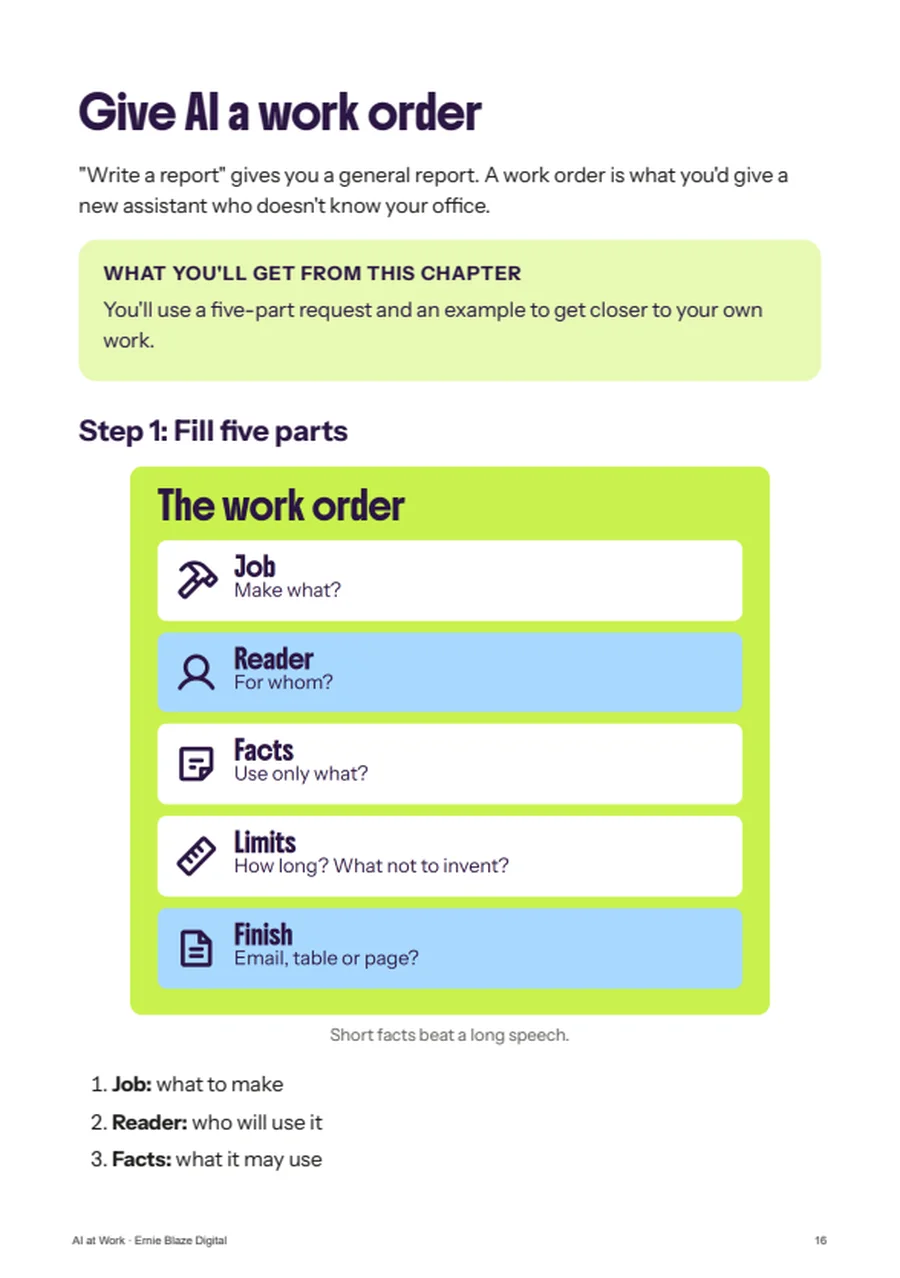 Give AI a work order
"Write a report" gives you a general report. A work order is what you'd give a
new assistant who doesn't know your office.
WHAT YOU'LL GET FROM THIS CHAPTER
You'll use a five-part request and an example to get closer to your own
work.
Step 1: Fill five parts
The work order
Job
Make what?
Reader
For whom?
Facts
Use only what?
Limits
How long? What not to invent?
Finish
Email, table or page?
Short facts beat a long speech.
1. Job: what to make
2. Reader: who will use it
3. Facts: what it may use
AI at Work · Ernie Blaze Digital
16